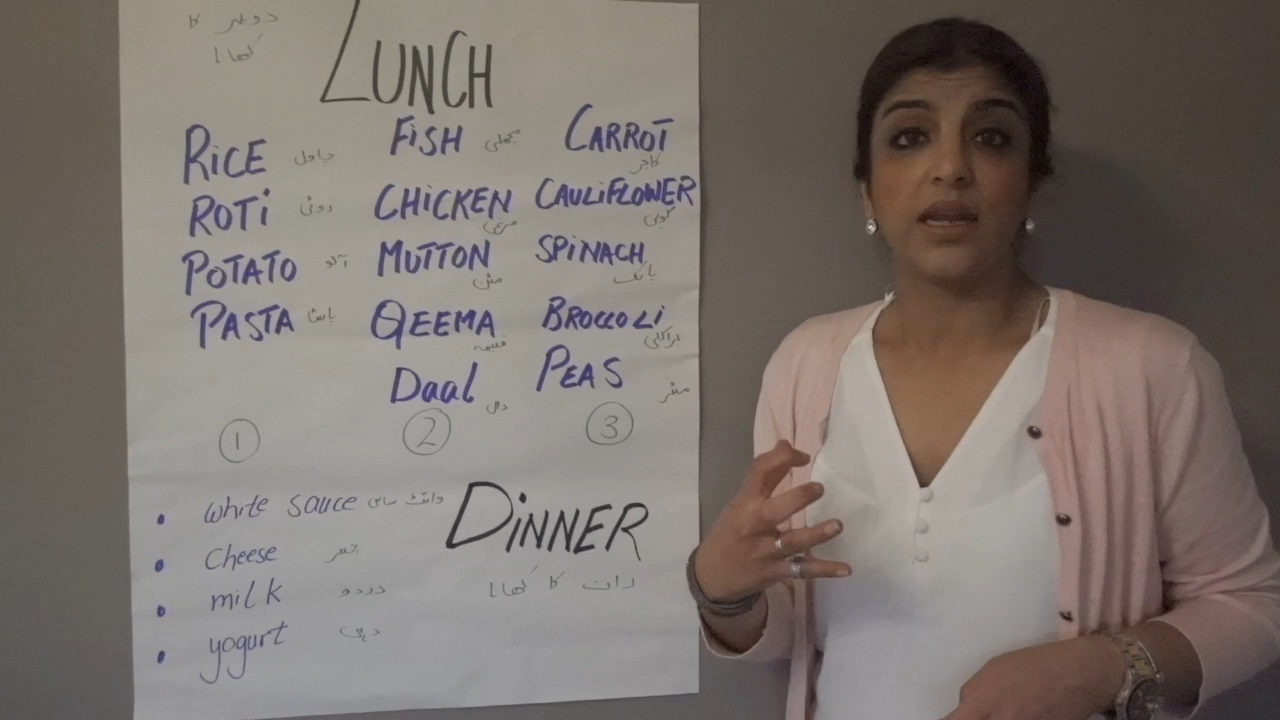 دوپہر کا
کھانا
LUNCH
RICE چاول
ROTI روٹی
POTATO آلو
PASTA پاستا
1
FISH مچھلی
CHICKEN مرغی
MUTTON مٹن
QEEMA قیمہ
Daal دال
2
CARROT گاجر
CAULIFLOWER گوبی
SPINACH پالک
BROCCOLI براکلی
PEAS مٹر
3
• white sauce وائٹ ساس
• cheese چیز
• milk دودھ
• yogurt دہی
DINNER
رات کا کھانا